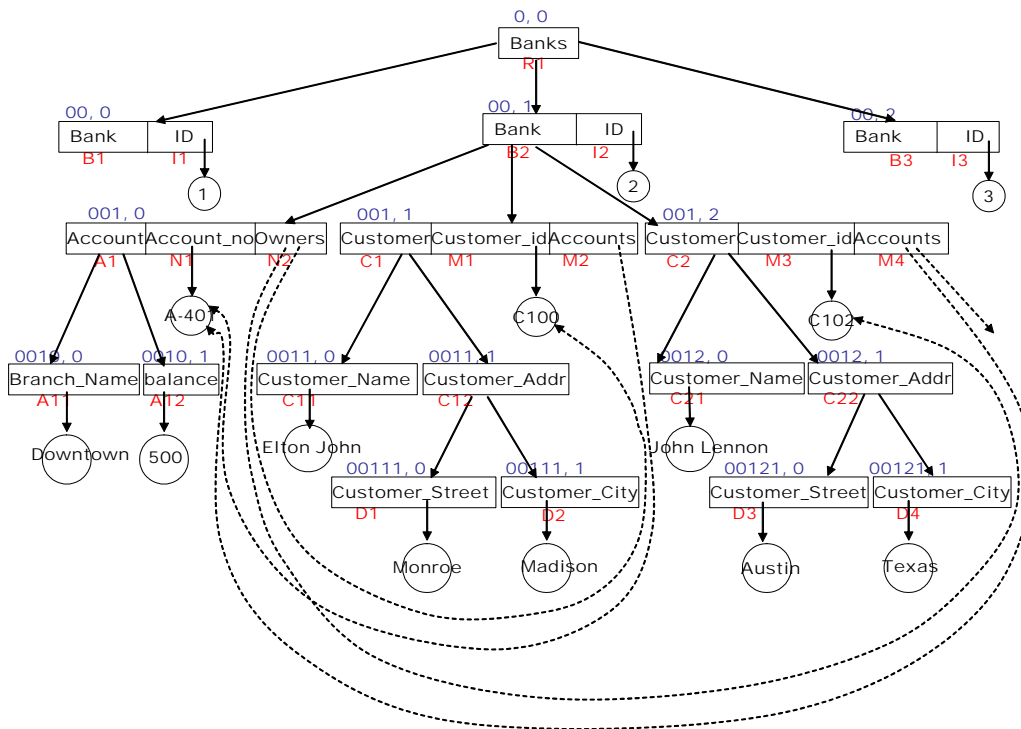 0, 0
Banks
R1
00, 0
00, 1
00, 2
Bank ID
Bank ID
Bank ID
B1 I1
B2 I2
B3 I3
1
2
3
001, 0
001, 1
001, 2
Account Account_no Owners
Customer Customer_id Accounts
Customer Customer_id Accounts
A1 N1 N2
C1 M1 M2
C2 M3 M4
A-401
C100
C102
0010, 0
0010, 1
0011, 0
0011, 1
0012, 0
0012, 1
Branch_Name
balance
Customer_Name
Customer_Addr
Customer_Name
Customer_Addr
A11
A12
C11
C12
C21
C22
Downtown
500
Elton John
John Lennon
00111, 0
00111, 1
00121, 0
00121, 1
Customer_Street
Customer_City
Customer_Street
Customer_City
D1
D2
D3
D4
Monroe
Madison
Austin
Texas